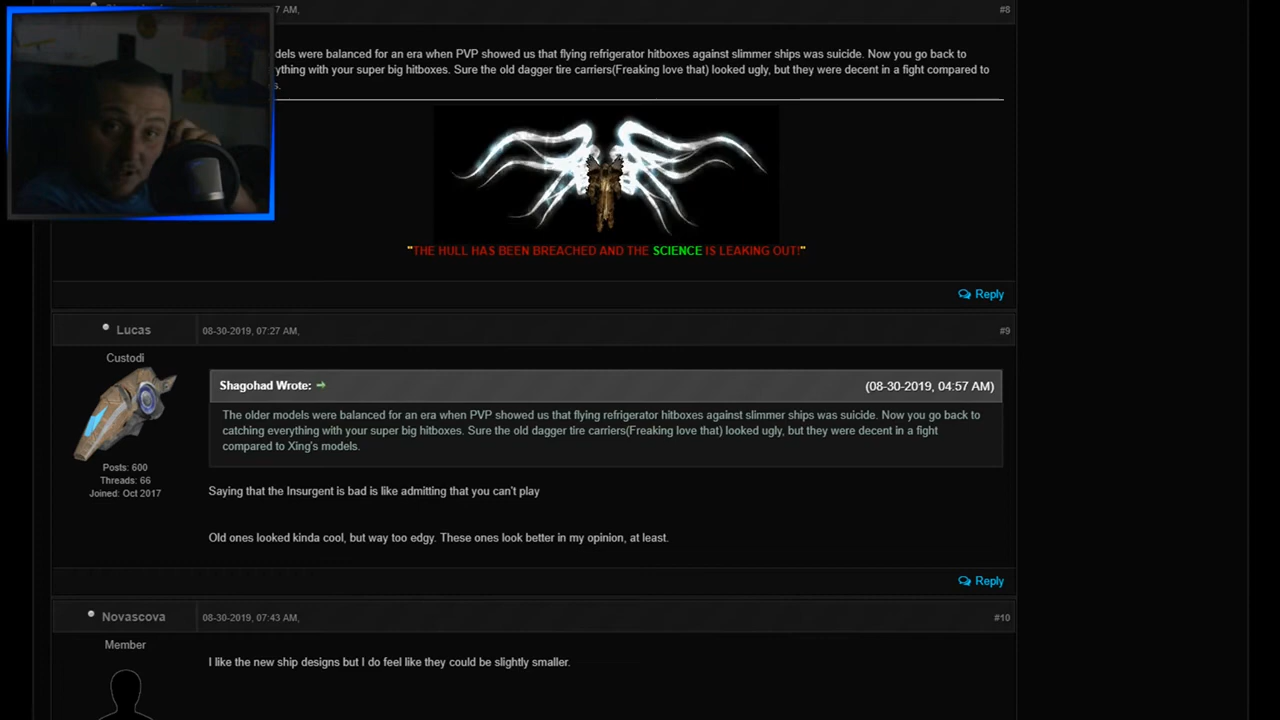 7 AM,
#8
dels were balanced for an era when PVP showed us that flying refrigerator hitboxes against slimmer ships was suicide. Now you go back to
ything with your super big hitboxes. Sure the old dagger tire carriers(Freaking love that) looked ugly, but they were decent in a fight compared to
s.
"THE HULL HAS BEEN BREACHED AND THE SCIENCE IS LEAKING OUT!"
Reply
Lucas
08-30-2019, 07:27 AM,
#9
Custodi
Posts: 600
Threads: 66
Joined: Oct 2017
Shagohad Wrote:
(08-30-2019, 04:57 AM)
The older models were balanced for an era when PVP showed us that flying refrigerator hitboxes against slimmer ships was suicide. Now you go back to
catching everything with your super big hitboxes. Sure the old dagger tire carriers(Freaking love that) looked ugly, but they were decent in a fight
compared to Xing's models.
Saying that the Insurgent is bad is like admitting that you can't play
Old ones looked kinda cool, but way too edgy. These ones look better in my opinion, at least.
Reply
Novascova
08-30-2019, 07:43 AM,
#10
Member
I like the new ship designs but I do feel like they could be slightly smaller.